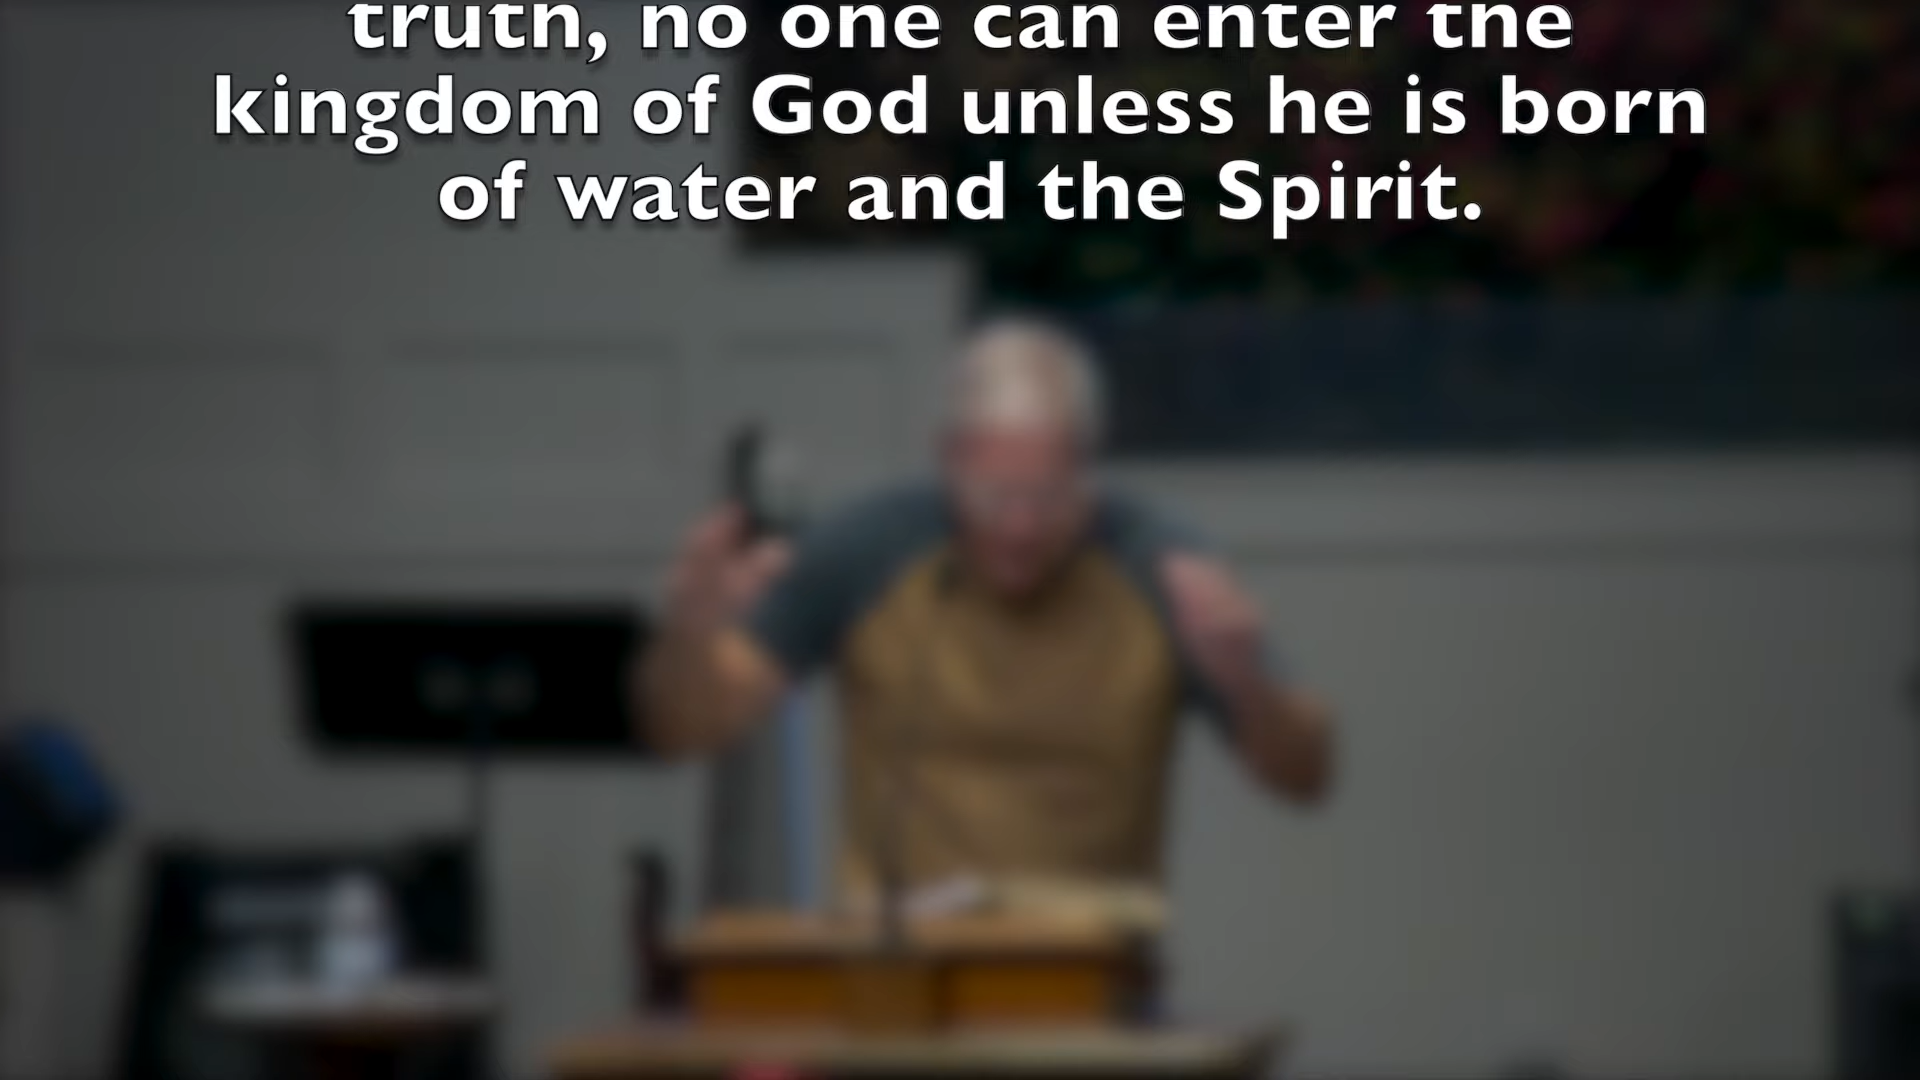 truth, no one can enter the
kingdom of God unless he is born
of water and the Spirit.